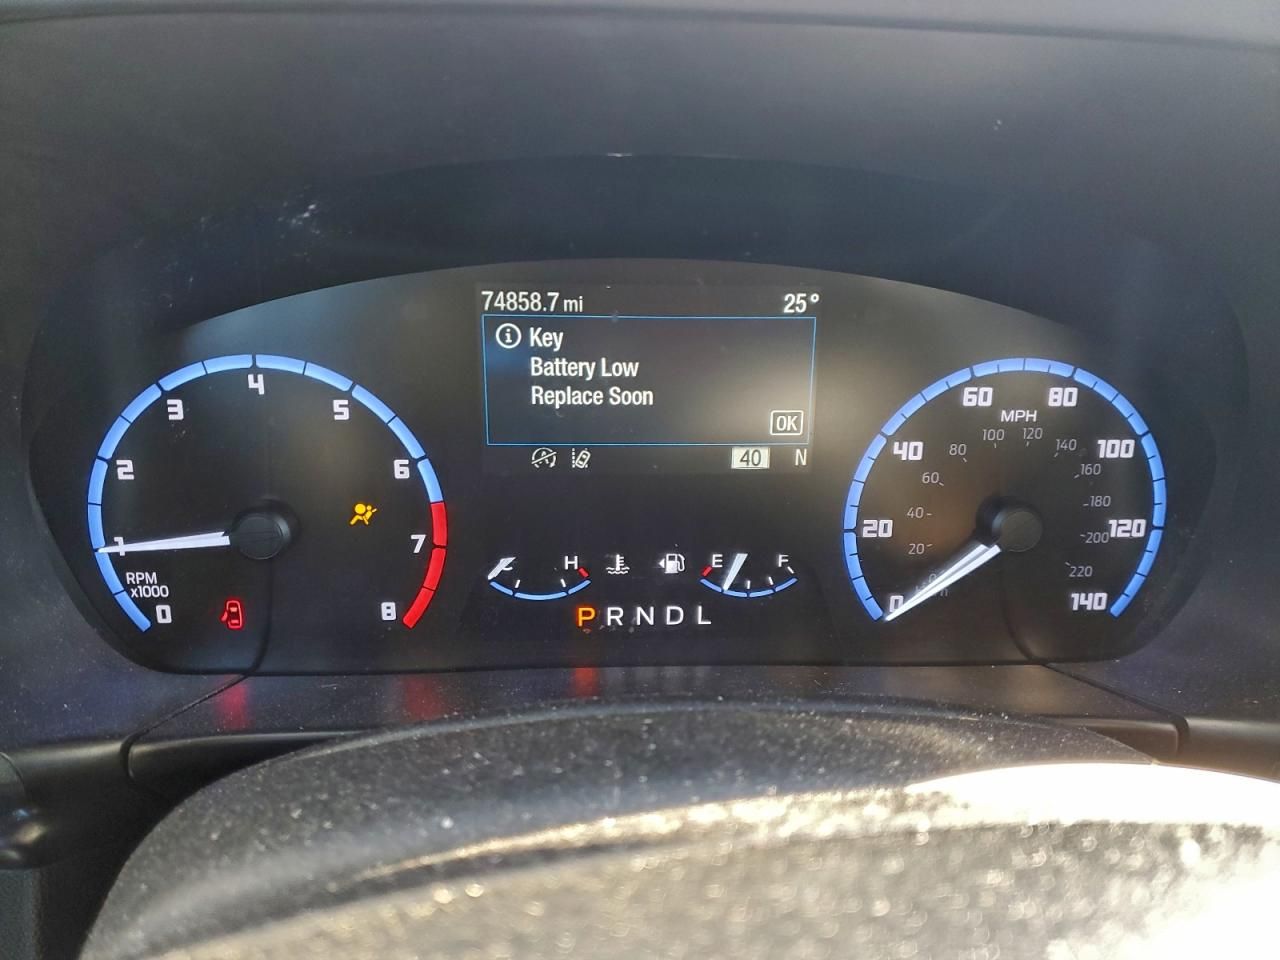 74858.7 mi 25°
Key
Battery Low
Replace Soon
OK
40 N
0 1 2 3 4 5 6 7 8
RPM
x1000
C H
E F
P R N D L
MPH
0 20 40 60 80 100 120 140
20 40 60 80 100 120 140 160 180 200 220